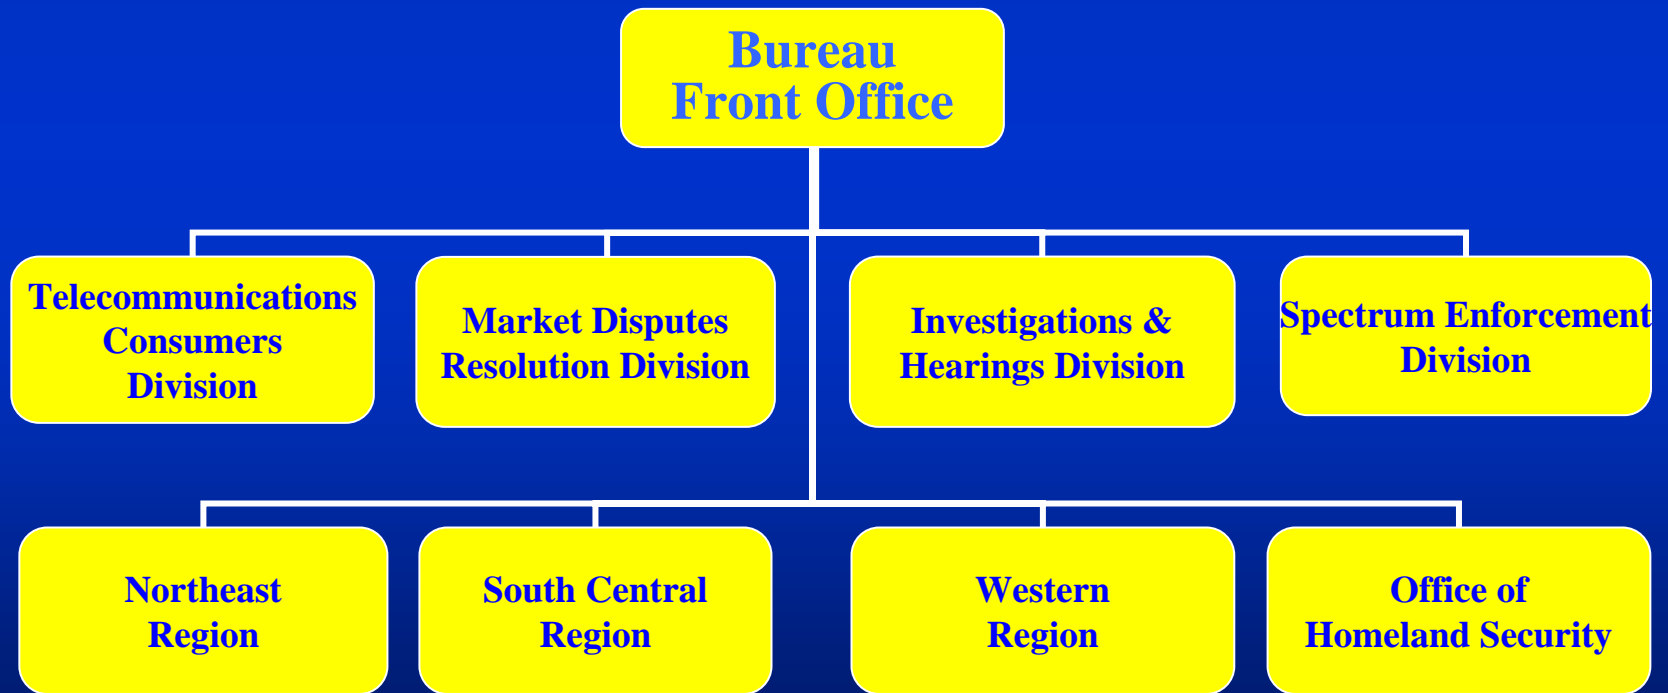 Bureau
Front Office
Telecommunications
Consumers
Division
Market Disputes
Resolution Division
Investigations &
Hearings Division
Spectrum Enforcement
Division
Northeast
Region
South Central
Region
Western
Region
Office of
Homeland Security